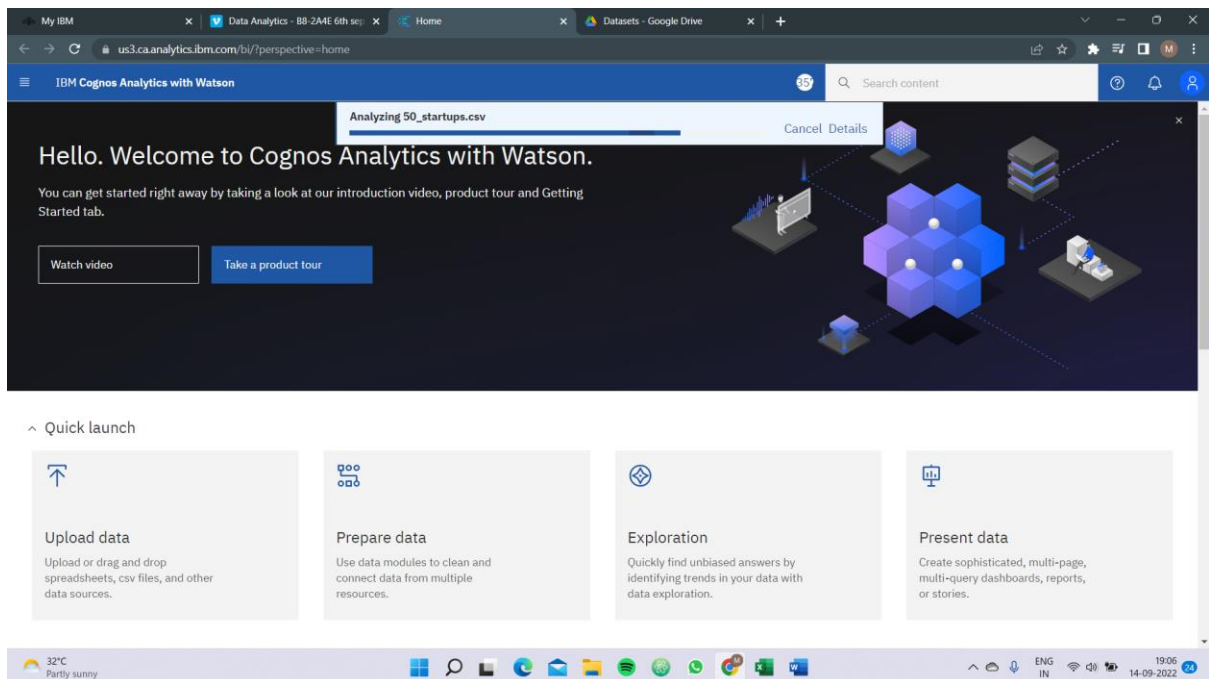 My IBM
Data Analytics - B8-2A4E 6th sep
Home
Datasets - Google Drive
us3.ca.analytics.ibm.com/bi/?perspective=home
M
IBM Cognos Analytics with Watson
Search content
Analyzing 50_startups.csv
Cancel Details
Hello. Welcome to Cognos Analytics with Watson.
You can get started right away by taking a look at our introduction video, product tour and Getting
Started tab.
Watch video
Take a product tour
Quick launch
Upload data
Upload or drag and drop
spreadsheets, csv files, and other
data sources.
Prepare data
Use data modules to clean and
connect data from multiple
resources.
Exploration
Quickly find unbiased answers by
identifying trends in your data with
data exploration.
Present data
Create sophisticated, multi-page,
multi-query dashboards, reports,
or stories.
32°C
Partly sunny
ENG
IN
19:06
14-09-2022
24